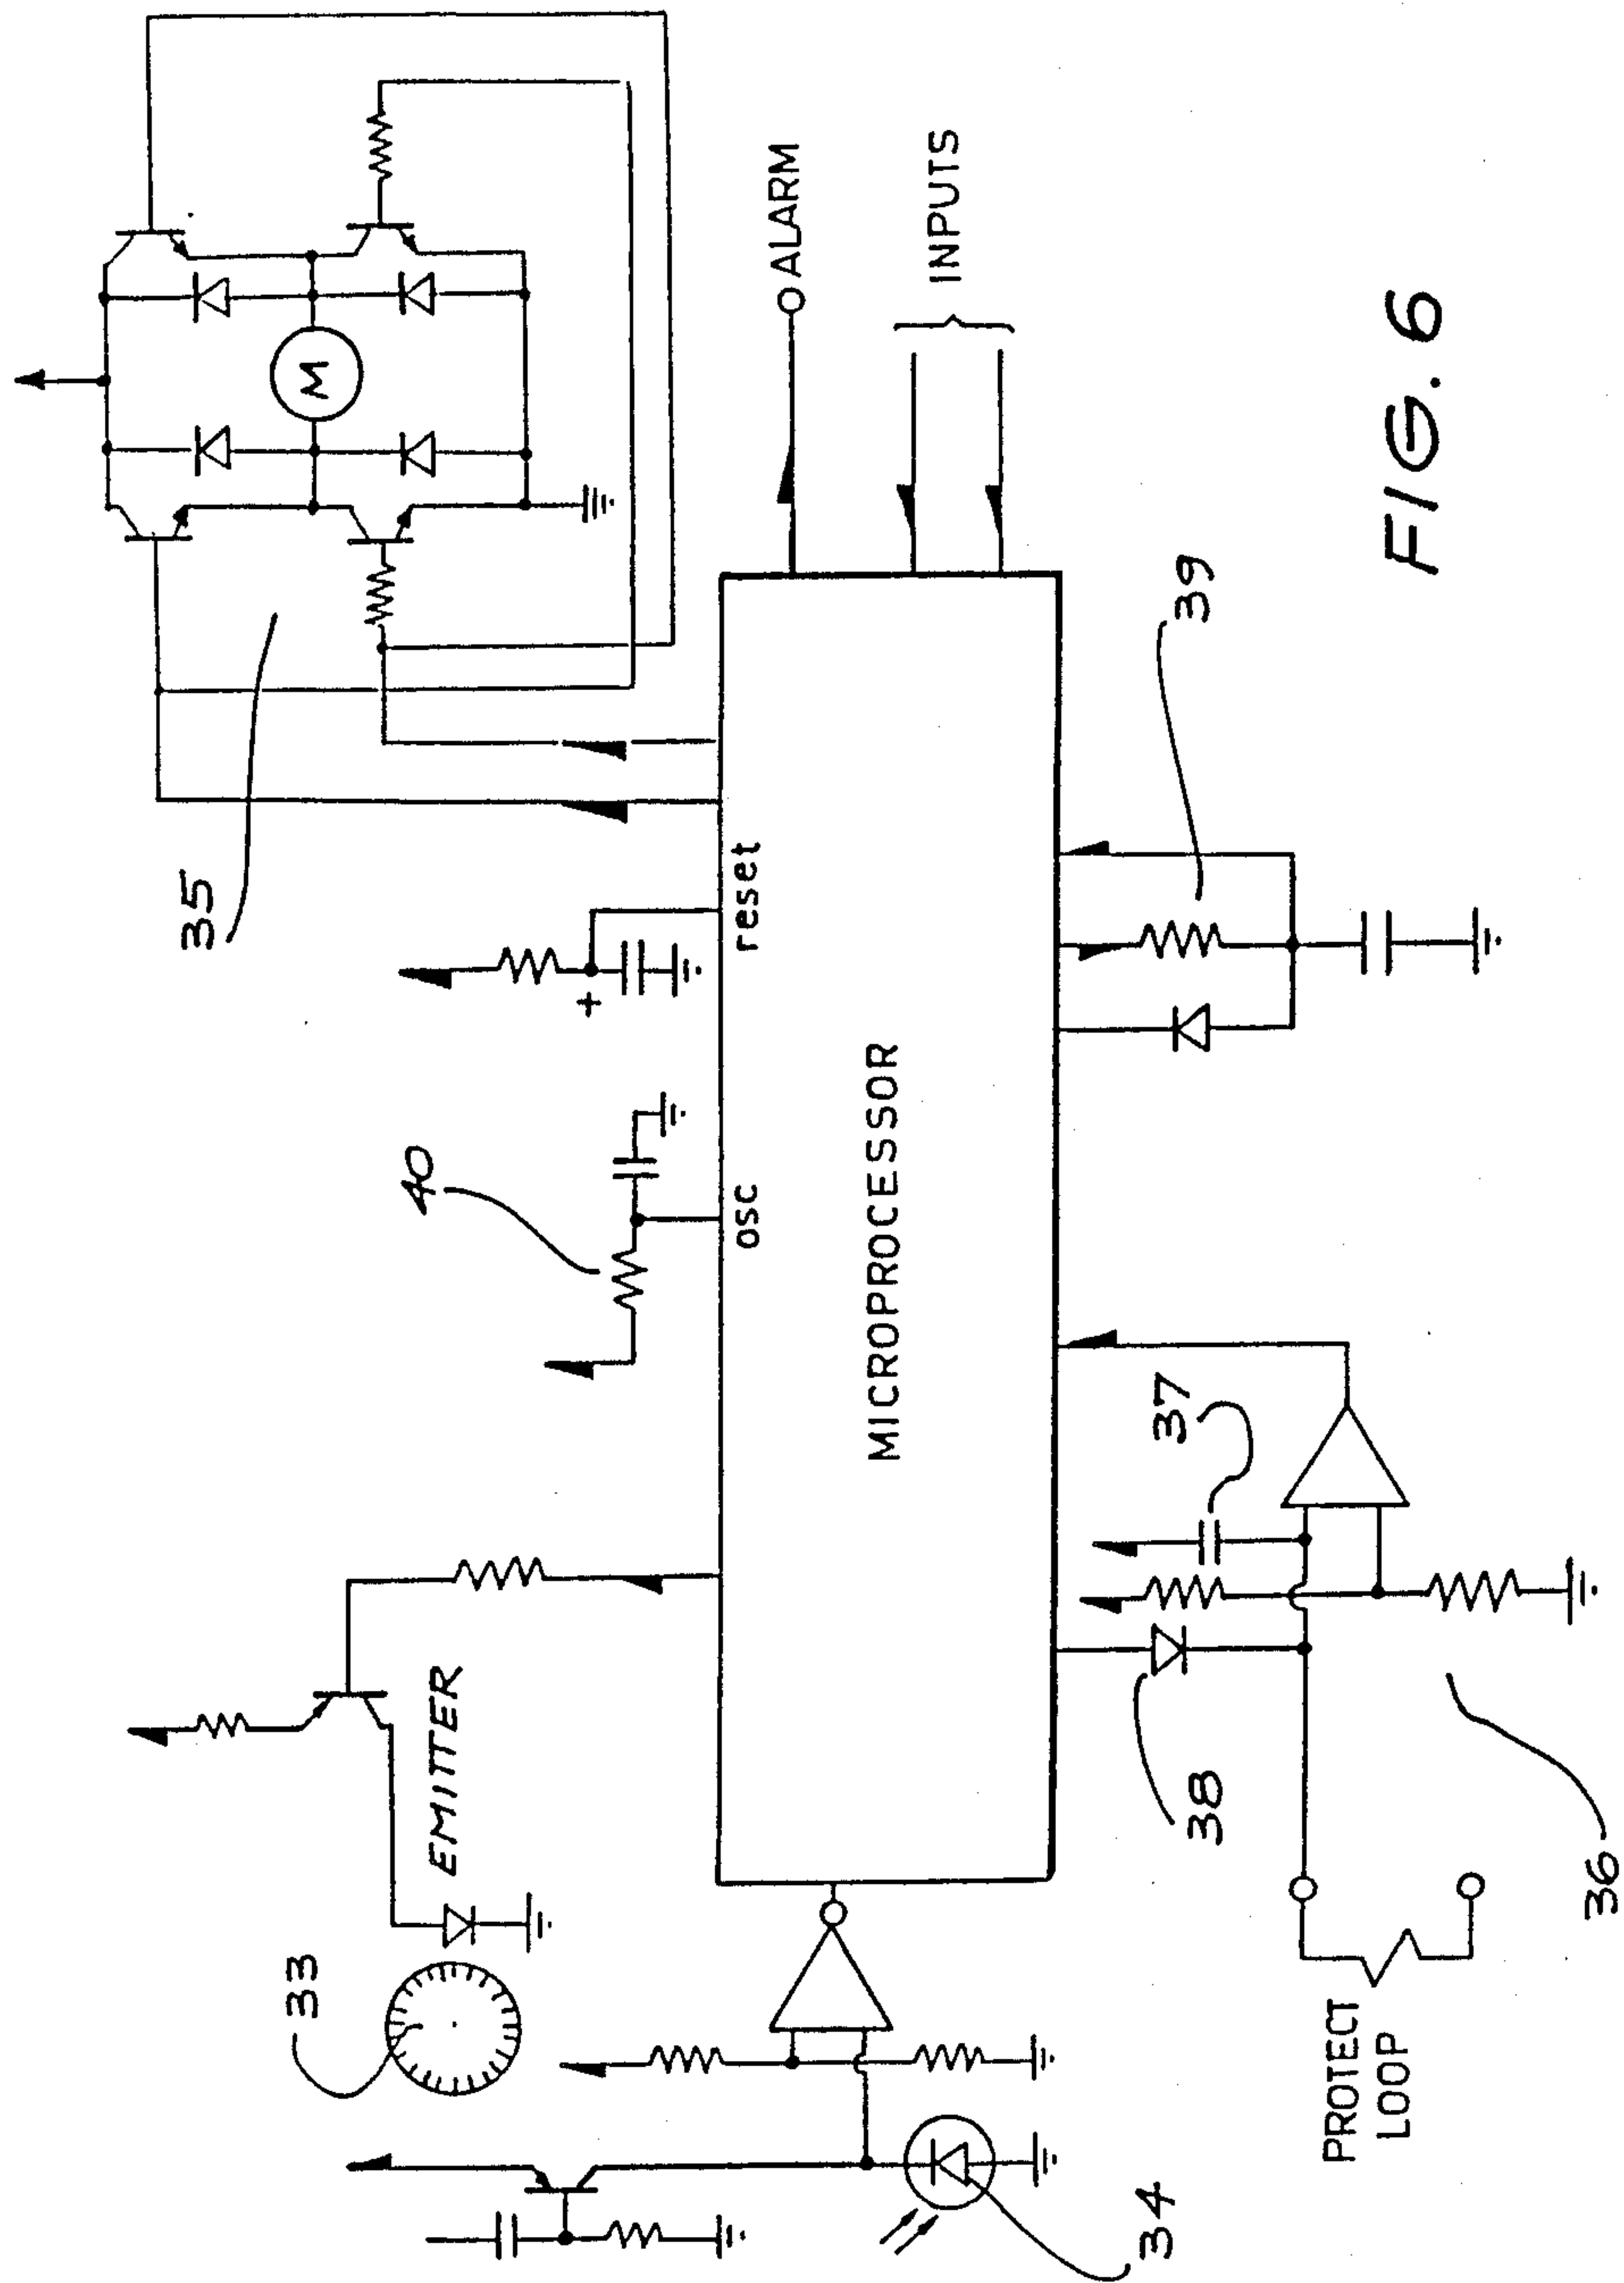 35
M
40
osc
reset
33
EMITTER
MICROPROCESSOR
ALARM
INPUTS
34
38
37
39
PROTECT
LOOP
36
FIG. 6